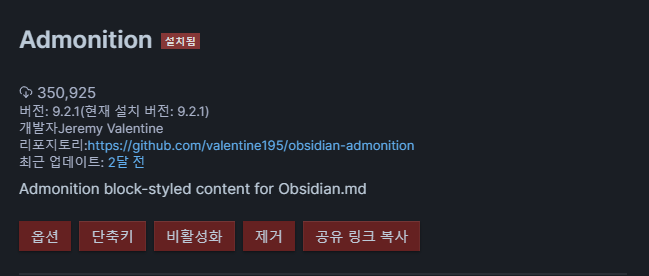 Admonition 설치됨
350,925
버전: 9.2.1(현재 설치 버전: 9.2.1)
개발자Jeremy Valentine
리포지토리:https://github.com/valentine195/obsidian-admonition
최근 업데이트: 2달 전
Admonition block-styled content for Obsidian.md
옵션 단축키 비활성화 제거 공유 링크 복사